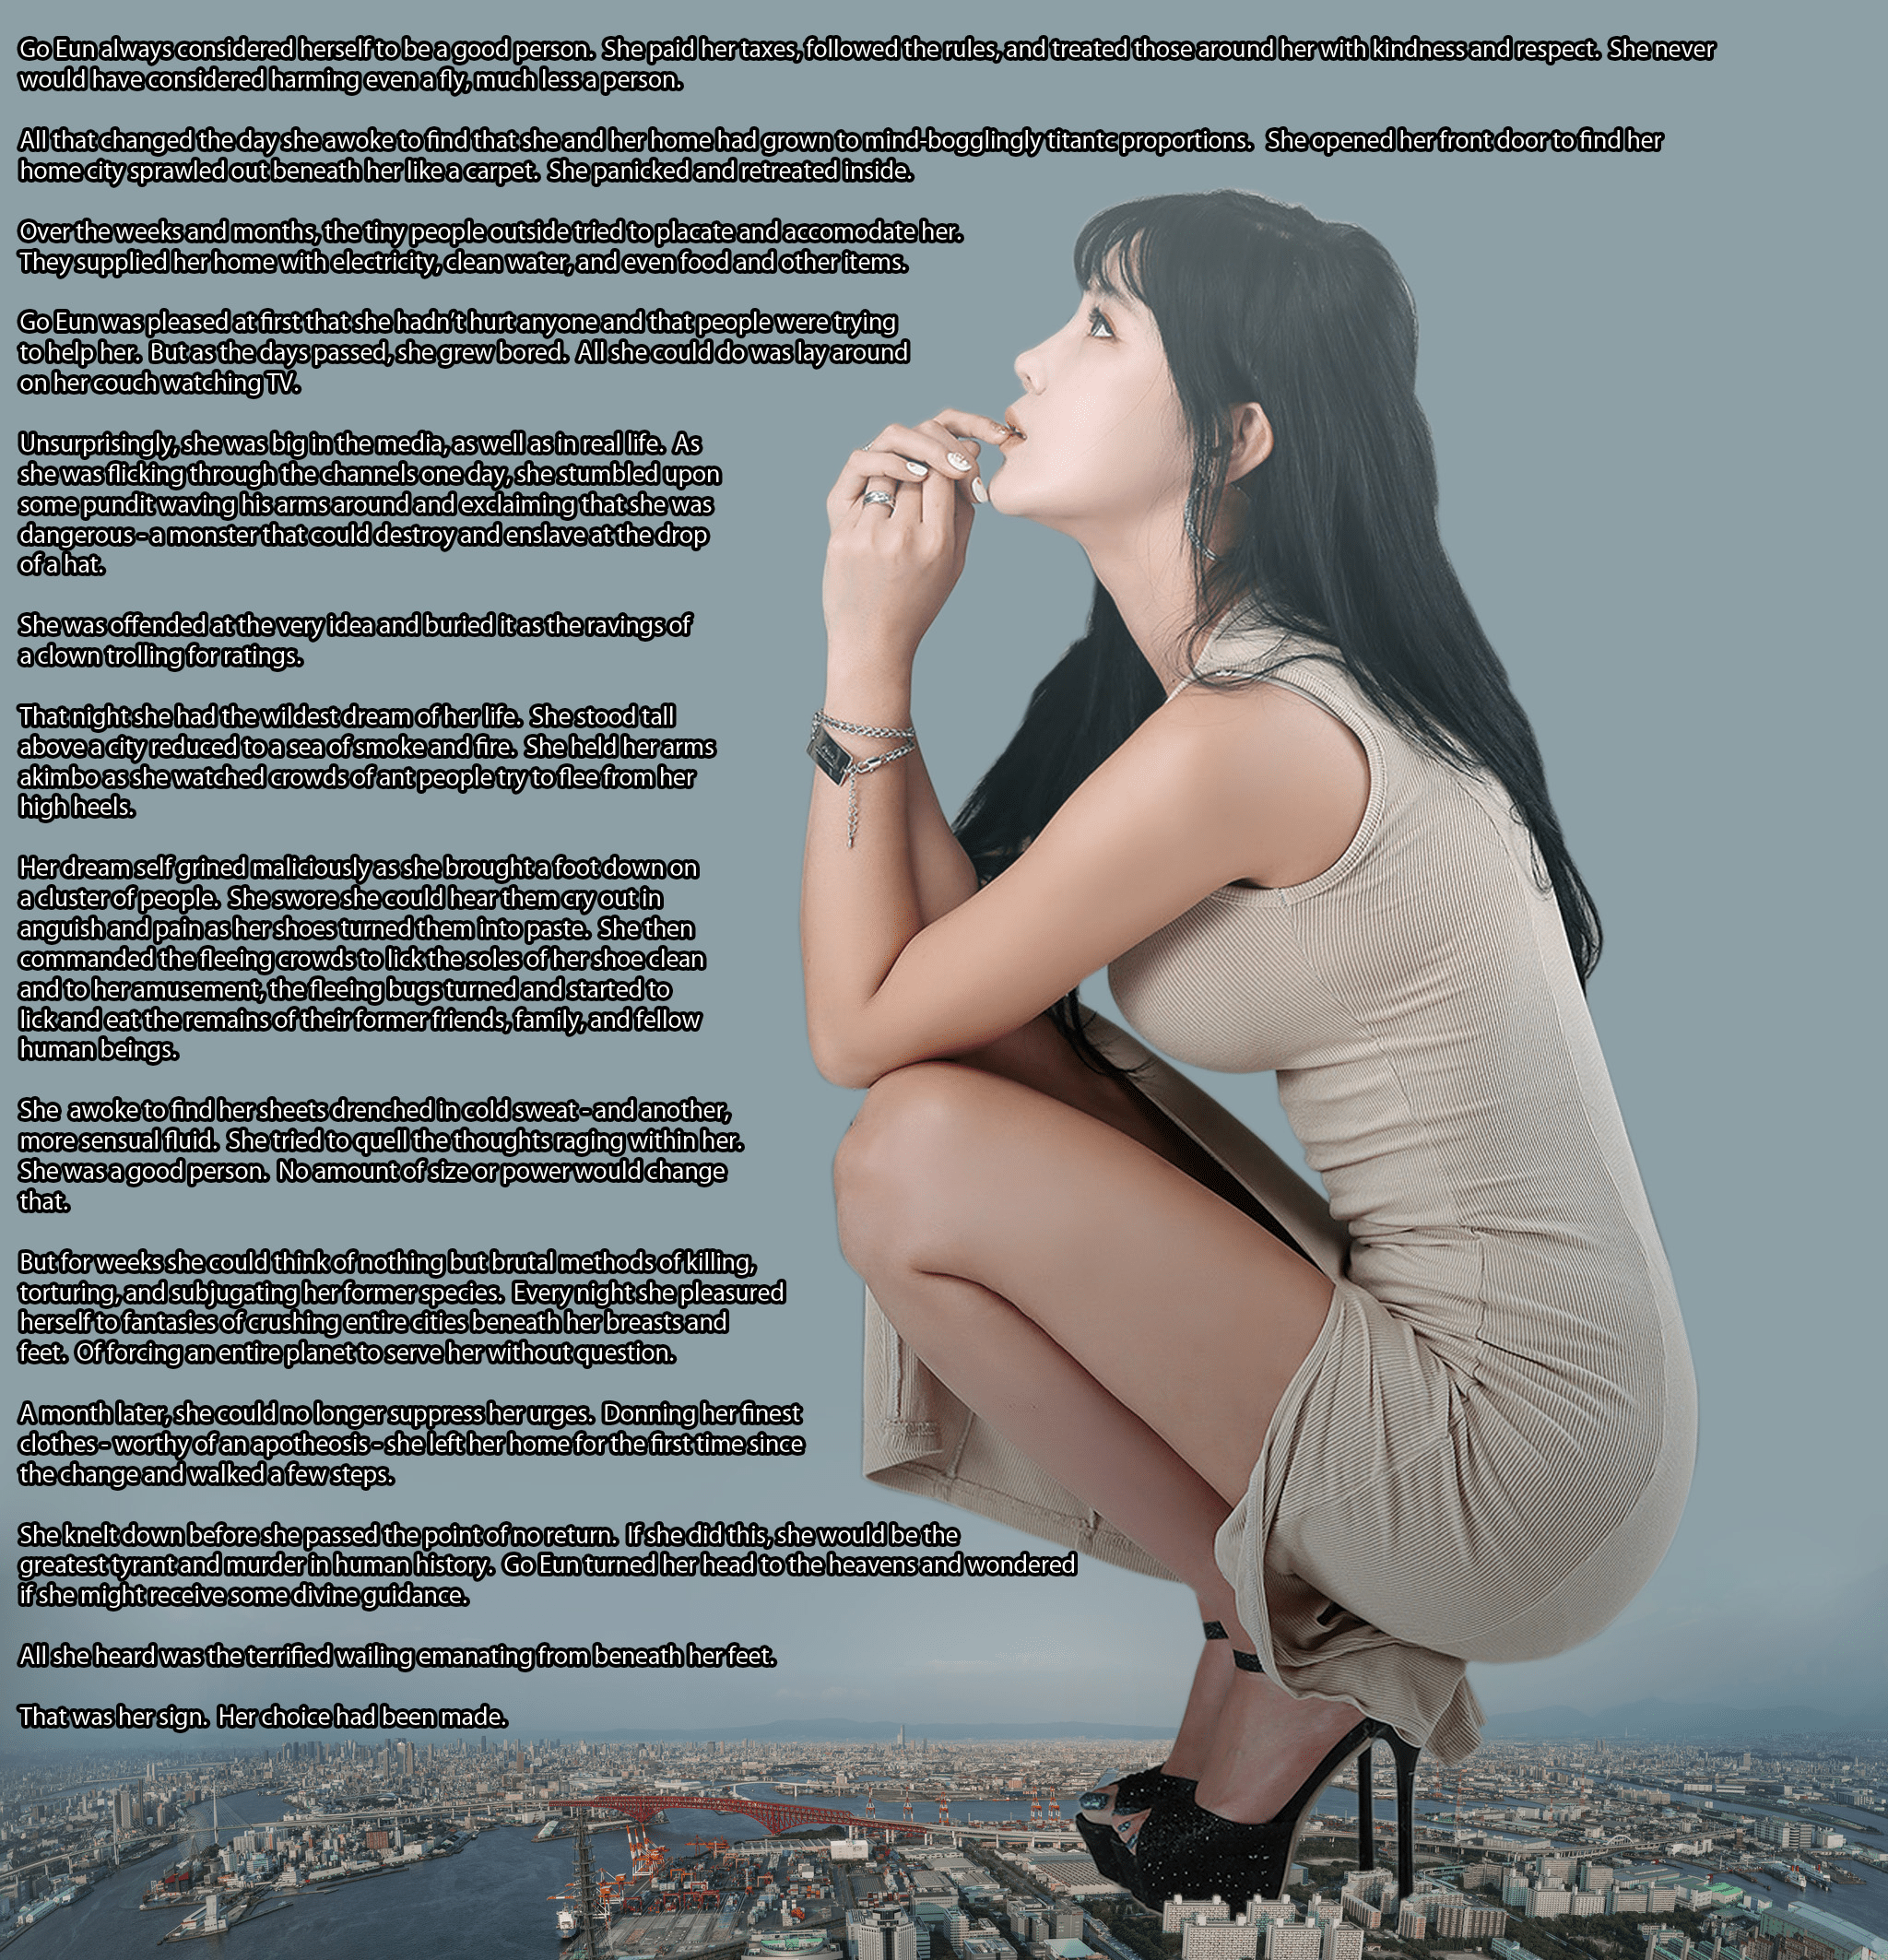 Go Eun always considered herself to be a good person.  She paid her taxes, followed the rules, and treated those around her with kindness and respect.  She never
would have considered harming even a fly, much less a person.
All that changed the day she awoke to find that she and her home had grown to mind-bogglingly titantc proportions.   She opened her front door to find her
home city sprawled out beneath her like a carpet.  She panicked and retreated inside.
Over the weeks and months, the tiny people outside tried to placate and accomodate her.
They supplied her home with electricity, clean water, and even food and other items.
Go Eun was pleased at first that she hadn't hurt anyone and that people were trying
to help her.  But as the days passed, she grew bored.  All she could do was lay around
on her couch watching TV.
Unsurprisingly, she was big in the media, as well as in real life.  As
she was flicking through the channels one day, she stumbled upon
some pundit waving his arms around and exclaiming that she was
dangerous - a monster that could destroy and enslave at the drop
of a hat.
She was offended at the very idea and buried it as the ravings of
a clown trolling for ratings.
That night she had the wildest dream of her life.  She stood tall
above a city reduced to a sea of smoke and fire.  She held her arms
akimbo as she watched crowds of ant people try to flee from her
high heels.
Her dream self grined maliciously as she brought a foot down on
a cluster of people.  She swore she could hear them cry out in
anguish and pain as her shoes turned them into paste.  She then
commanded the fleeing crowds to lick the soles of her shoe clean
and to her amusement, the fleeing bugs turned and started to
lick and eat the remains of their former friends, family, and fellow
human beings.
She  awoke to find her sheets drenched in cold sweat - and another,
more sensual fluid.  She tried to quell the thoughts raging within her.
She was a good person.  No amount of size or power would change
that.
But for weeks she could think of nothing but brutal methods of killing,
torturing, and subjugating her former species.  Every night she pleasured
herself to fantasies of crushing entire cities beneath her breasts and
feet.  Of forcing an entire planet to serve her without question.
A month later, she could no longer suppress her urges.  Donning her finest
clothes - worthy of an apotheosis - she left her home for the first time since
the change and walked a few steps.
She knelt down before she passed the point of no return.  If she did this, she would be the
greatest tyrant and murder in human history.  Go Eun turned her head to the heavens and wondered
if she might receive some divine guidance.
All she heard was the terrified wailing emanating from beneath her feet.
That was her sign.  Her choice had been made.